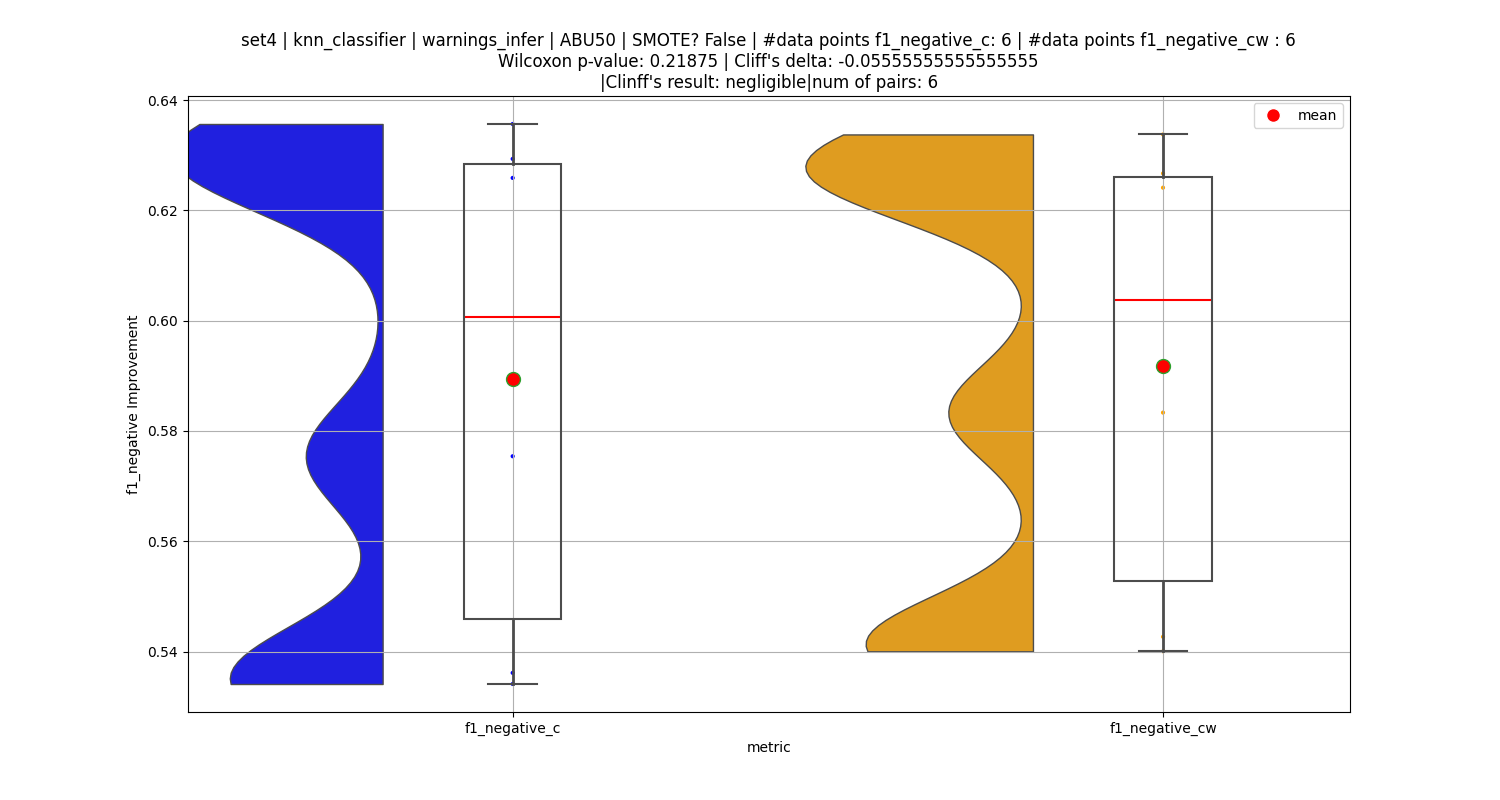 set4 | knn_classifier | warnings_infer | ABU50 | SMOTE? False | #data points f1_negative_c: 6 | #data points f1_negative_cw : 6
Wilcoxon p-value: 0.21875 | Cliff's delta: -0.05555555555555555
|Clinff's result: negligible|num of pairs: 6
mean
0.64
0.62
0.60
0.58
0.56
0.54
f1_negative Improvement
f1_negative_c
f1_negative_cw
metric